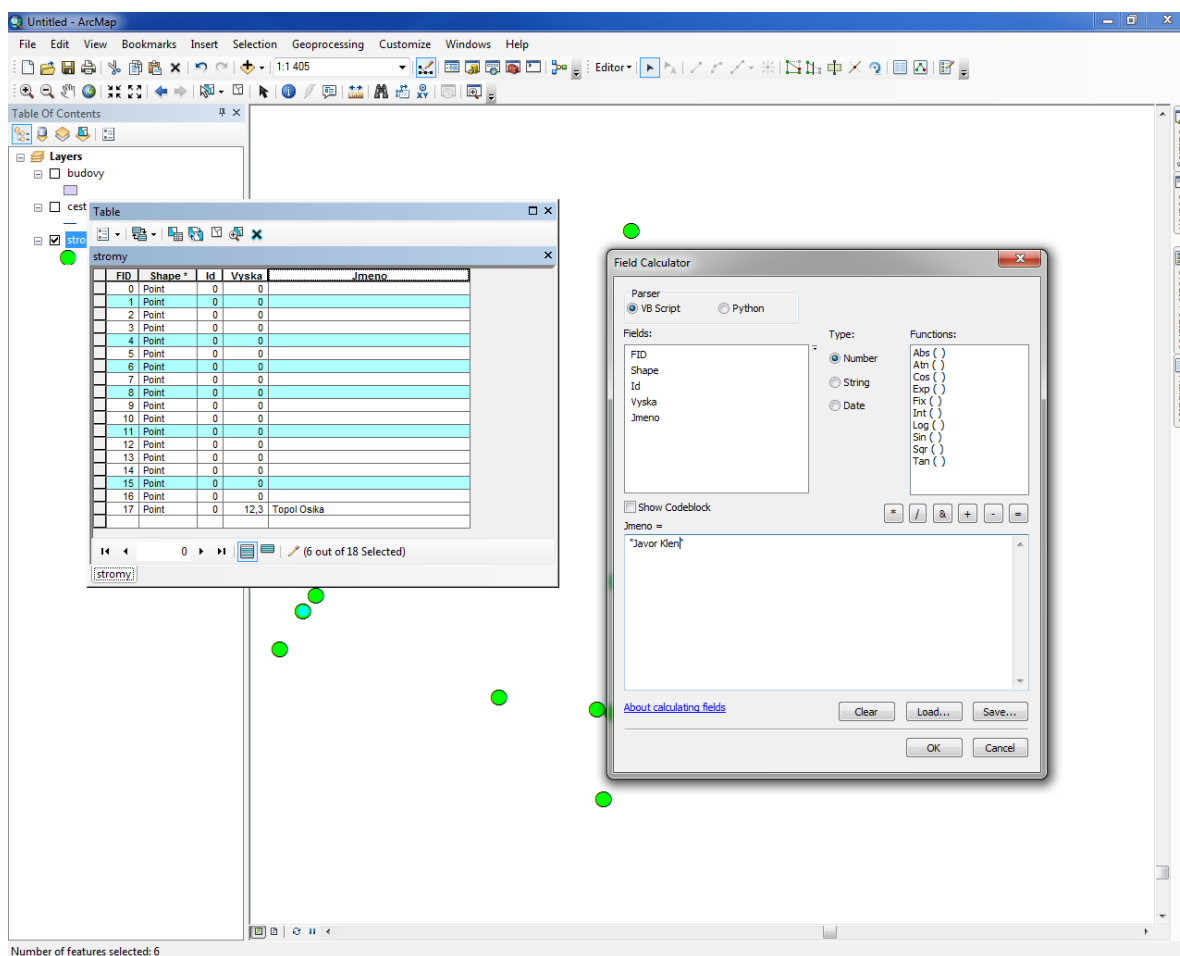 Untitled - ArcMap
File Edit View Bookmarks Insert Selection Geoprocessing Customize Windows Help
1:1 405
Editor
Table Of Contents
Layers
budovy
cest
stro
Table
stromy
FID Shape * Id Vyska Jmeno
0 Point 0 0
1 Point 0 0
2 Point 0 0
3 Point 0 0
4 Point 0 0
5 Point 0 0
6 Point 0 0
7 Point 0 0
8 Point 0 0
9 Point 0 0
10 Point 0 0
11 Point 0 0
12 Point 0 0
13 Point 0 0
14 Point 0 0
15 Point 0 0
16 Point 0 0
17 Point 0 12,3 Topol Osika
0 (6 out of 18 Selected)
stromy
Field Calculator
Parser
VB Script Python
Fields: Type: Functions:
FID
Shape
Id
Vyska
Jmeno
Number
String
Date
Abs ( )
Atn ( )
Cos ( )
Exp ( )
Fix ( )
Int ( )
Log ( )
Sin ( )
Sqr ( )
Tan ( )
Show Codeblock
* / & + - =
Jmeno =
"Javor Klen"
About calculating fields
Clear Load... Save...
OK Cancel
Number of features selected: 6